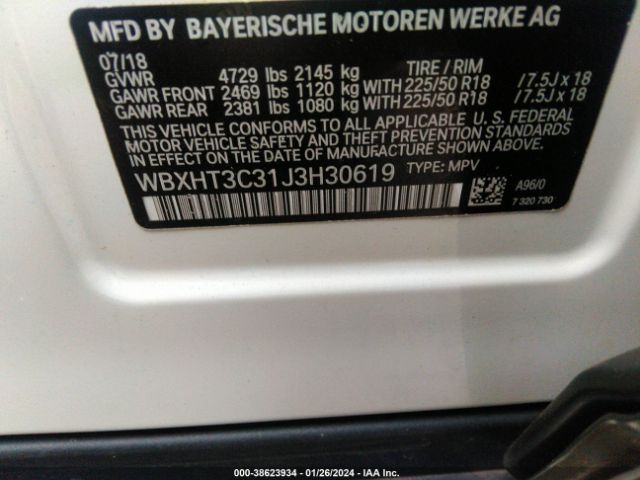 MFD BY BAYERISCHE MOTOREN WERKE AG
07/18 TIRE / RIM
GVWR 4729 lbs 2145 kg
GAWR FRONT 2469 lbs 1120 kg WITH 225/50 R18 /7.5J x 18
GAWR REAR 2381 lbs 1080 kg WITH 225/50 R18 /7.5J x 18
THIS VEHICLE CONFORMS TO ALL APPLICABLE U. S. FEDERAL
MOTOR VEHICLE SAFETY AND THEFT PREVENTION STANDARDS
IN EFFECT ON THE DATE OF MANUFACTURE SHOWN ABOVE.
WBXHT3C31J3H30619 TYPE: MPV
A96/0
7 320 730
000-38623934 - 01/26/2024 - IAA Inc.